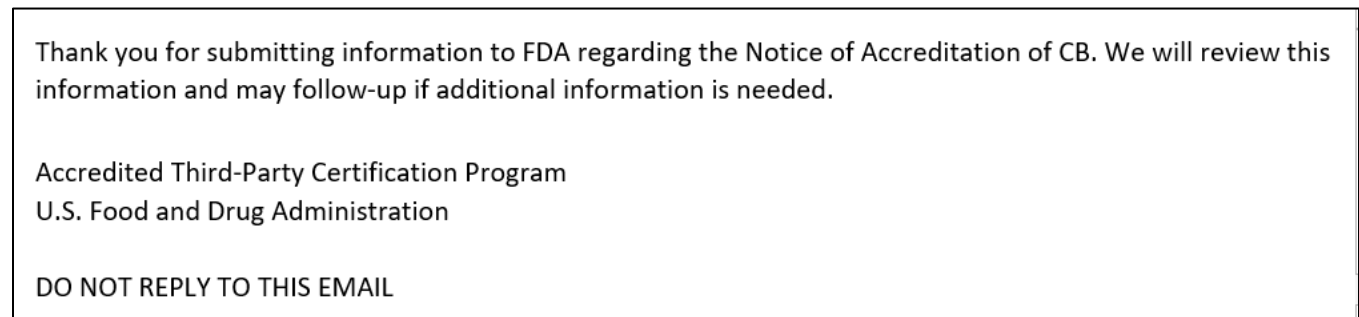 Thank you for submitting information to FDA regarding the Notice of Accreditation of CB. We will review this
information and may follow-up if additional information is needed.
Accredited Third-Party Certification Program
U.S. Food and Drug Administration
DO NOT REPLY TO THIS EMAIL